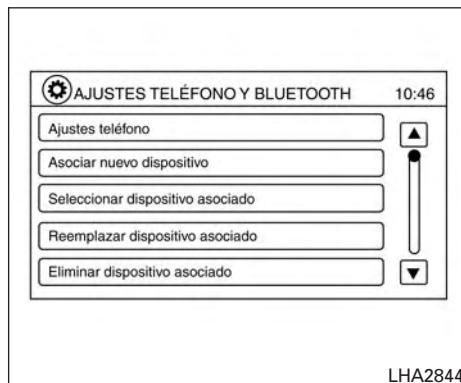 AJUSTES TELÉFONO Y BLUETOOTH 10:46
Ajustes teléfono
Asociar nuevo dispositivo
Seleccionar dispositivo asociado
Reemplazar dispositivo asociado
Eliminar dispositivo asociado
LHA2844